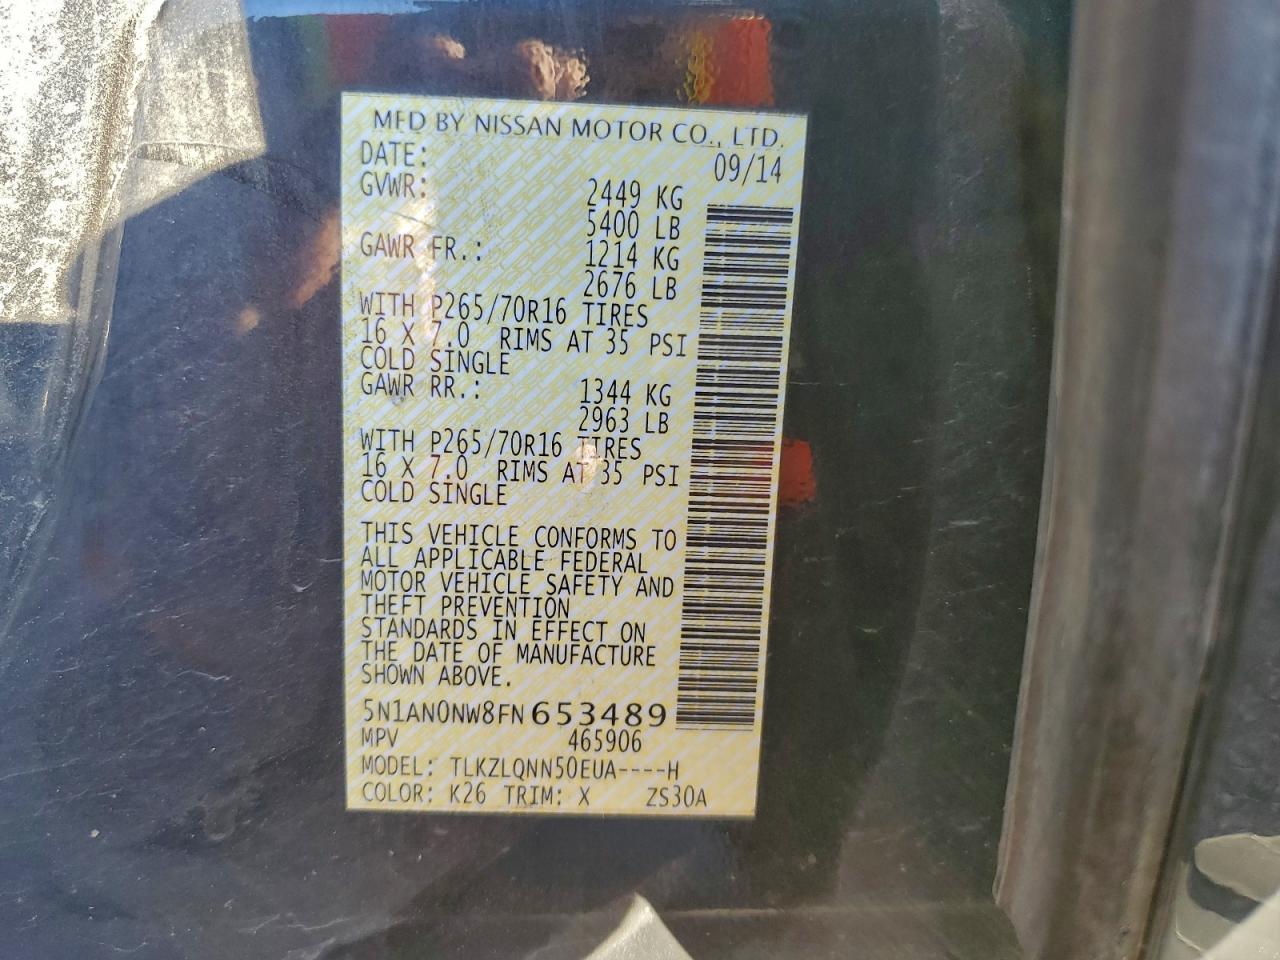 MFD BY NISSAN MOTOR CO., LTD.
DATE: 09/14
GVWR: 2449 KG
5400 LB
GAWR FR.: 1214 KG
2676 LB
WITH P265/70R16 TIRES
16 X 7.0 RIMS AT 35 PSI
COLD SINGLE
GAWR RR.: 1344 KG
2963 LB
WITH P265/70R16 TIRES
16 X 7.0 RIMS AT 35 PSI
COLD SINGLE
THIS VEHICLE CONFORMS TO
ALL APPLICABLE FEDERAL
MOTOR VEHICLE SAFETY AND
THEFT PREVENTION
STANDARDS IN EFFECT ON
THE DATE OF MANUFACTURE
SHOWN ABOVE.
5N1AN0NW8FN653489
MPV 465906
MODEL: TLKZLQNN50EUA----H
COLOR: K26 TRIM: X ZS30A